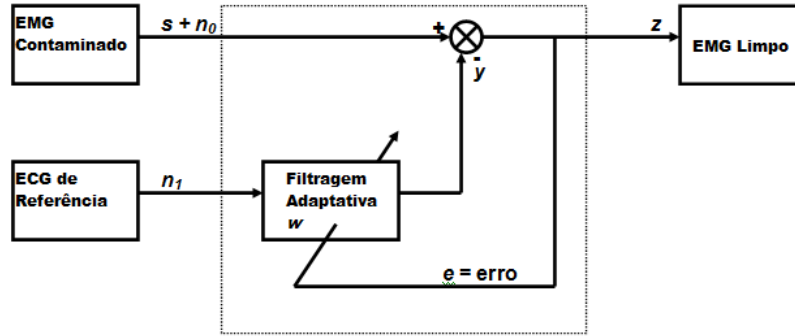 EMG
Contaminado
s + n₀
+
-
y
z
EMG Limpo
ECG de
Referência
n₁
Filtragem
Adaptativa
w
e = erro